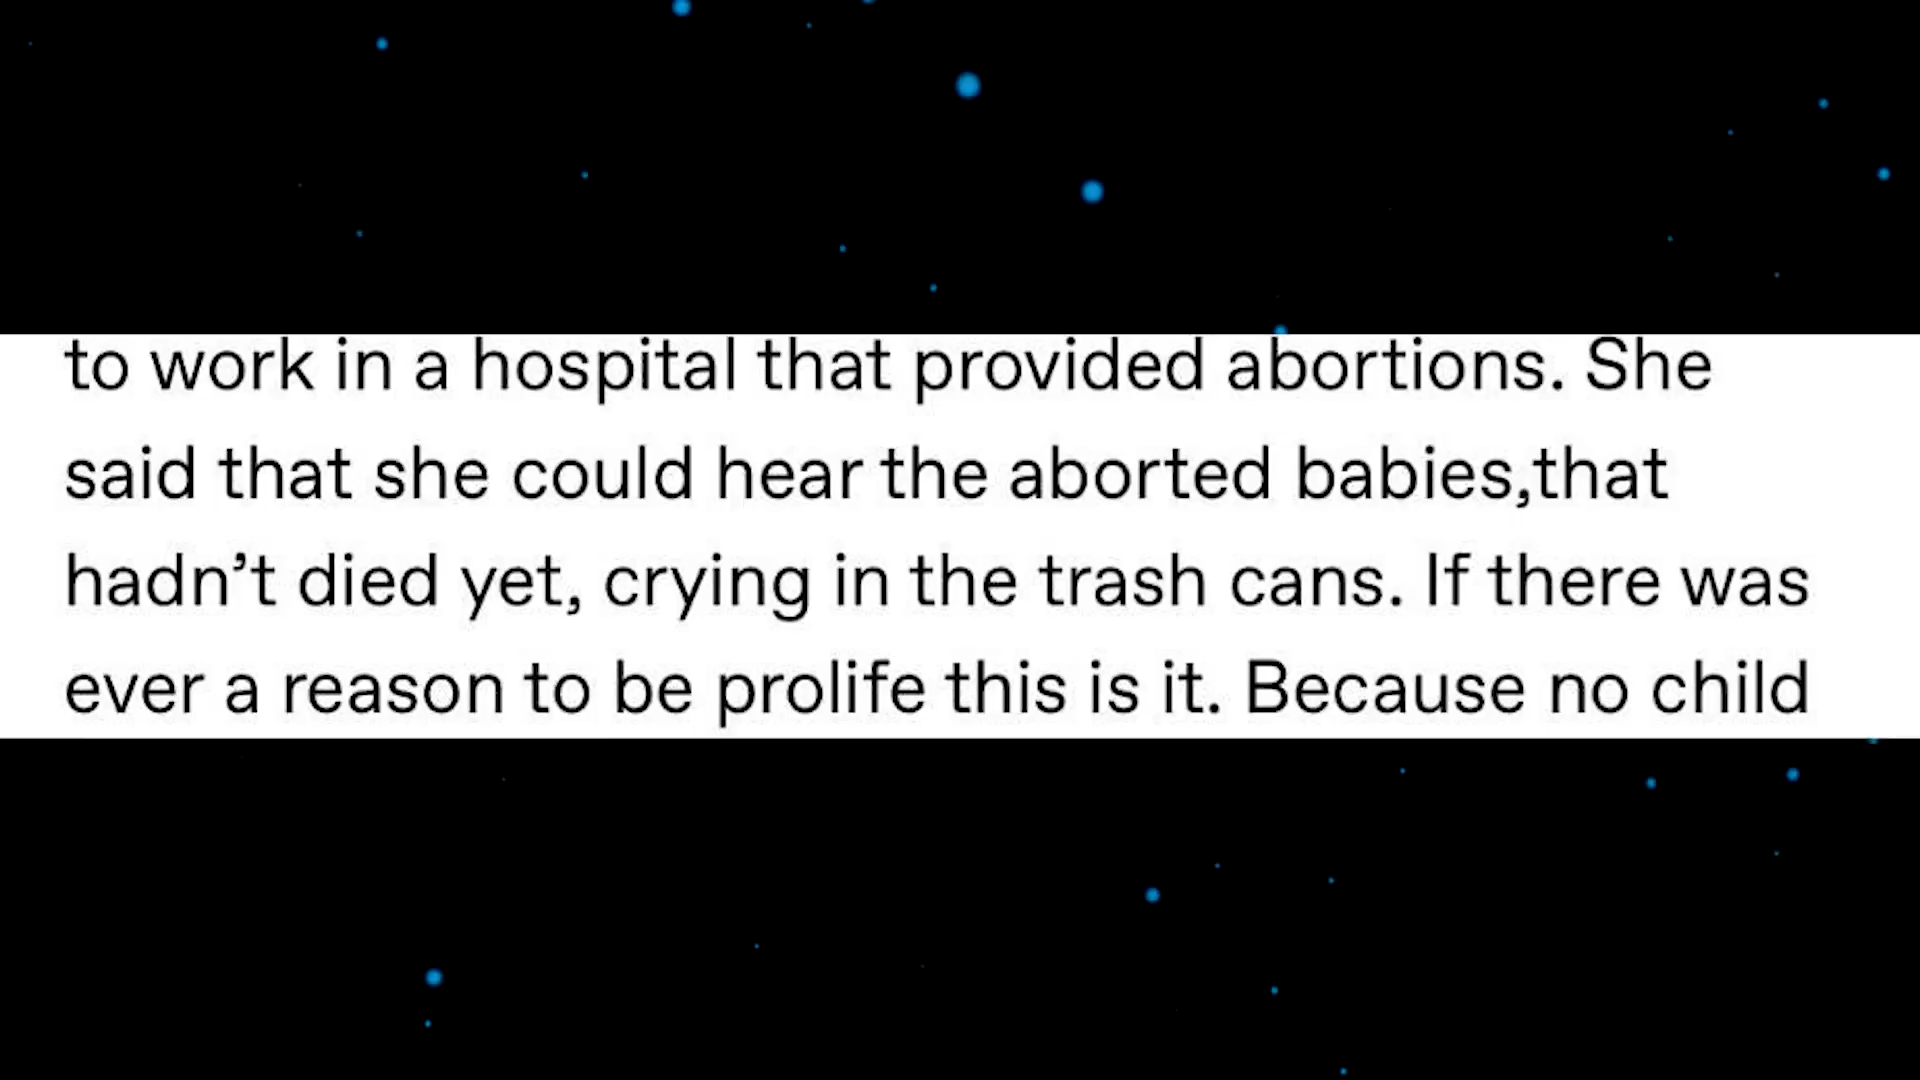 to work in a hospital that provided abortions. She
said that she could hear the aborted babies,that
hadn’t died yet, crying in the trash cans. If there was
ever a reason to be prolife this is it. Because no child